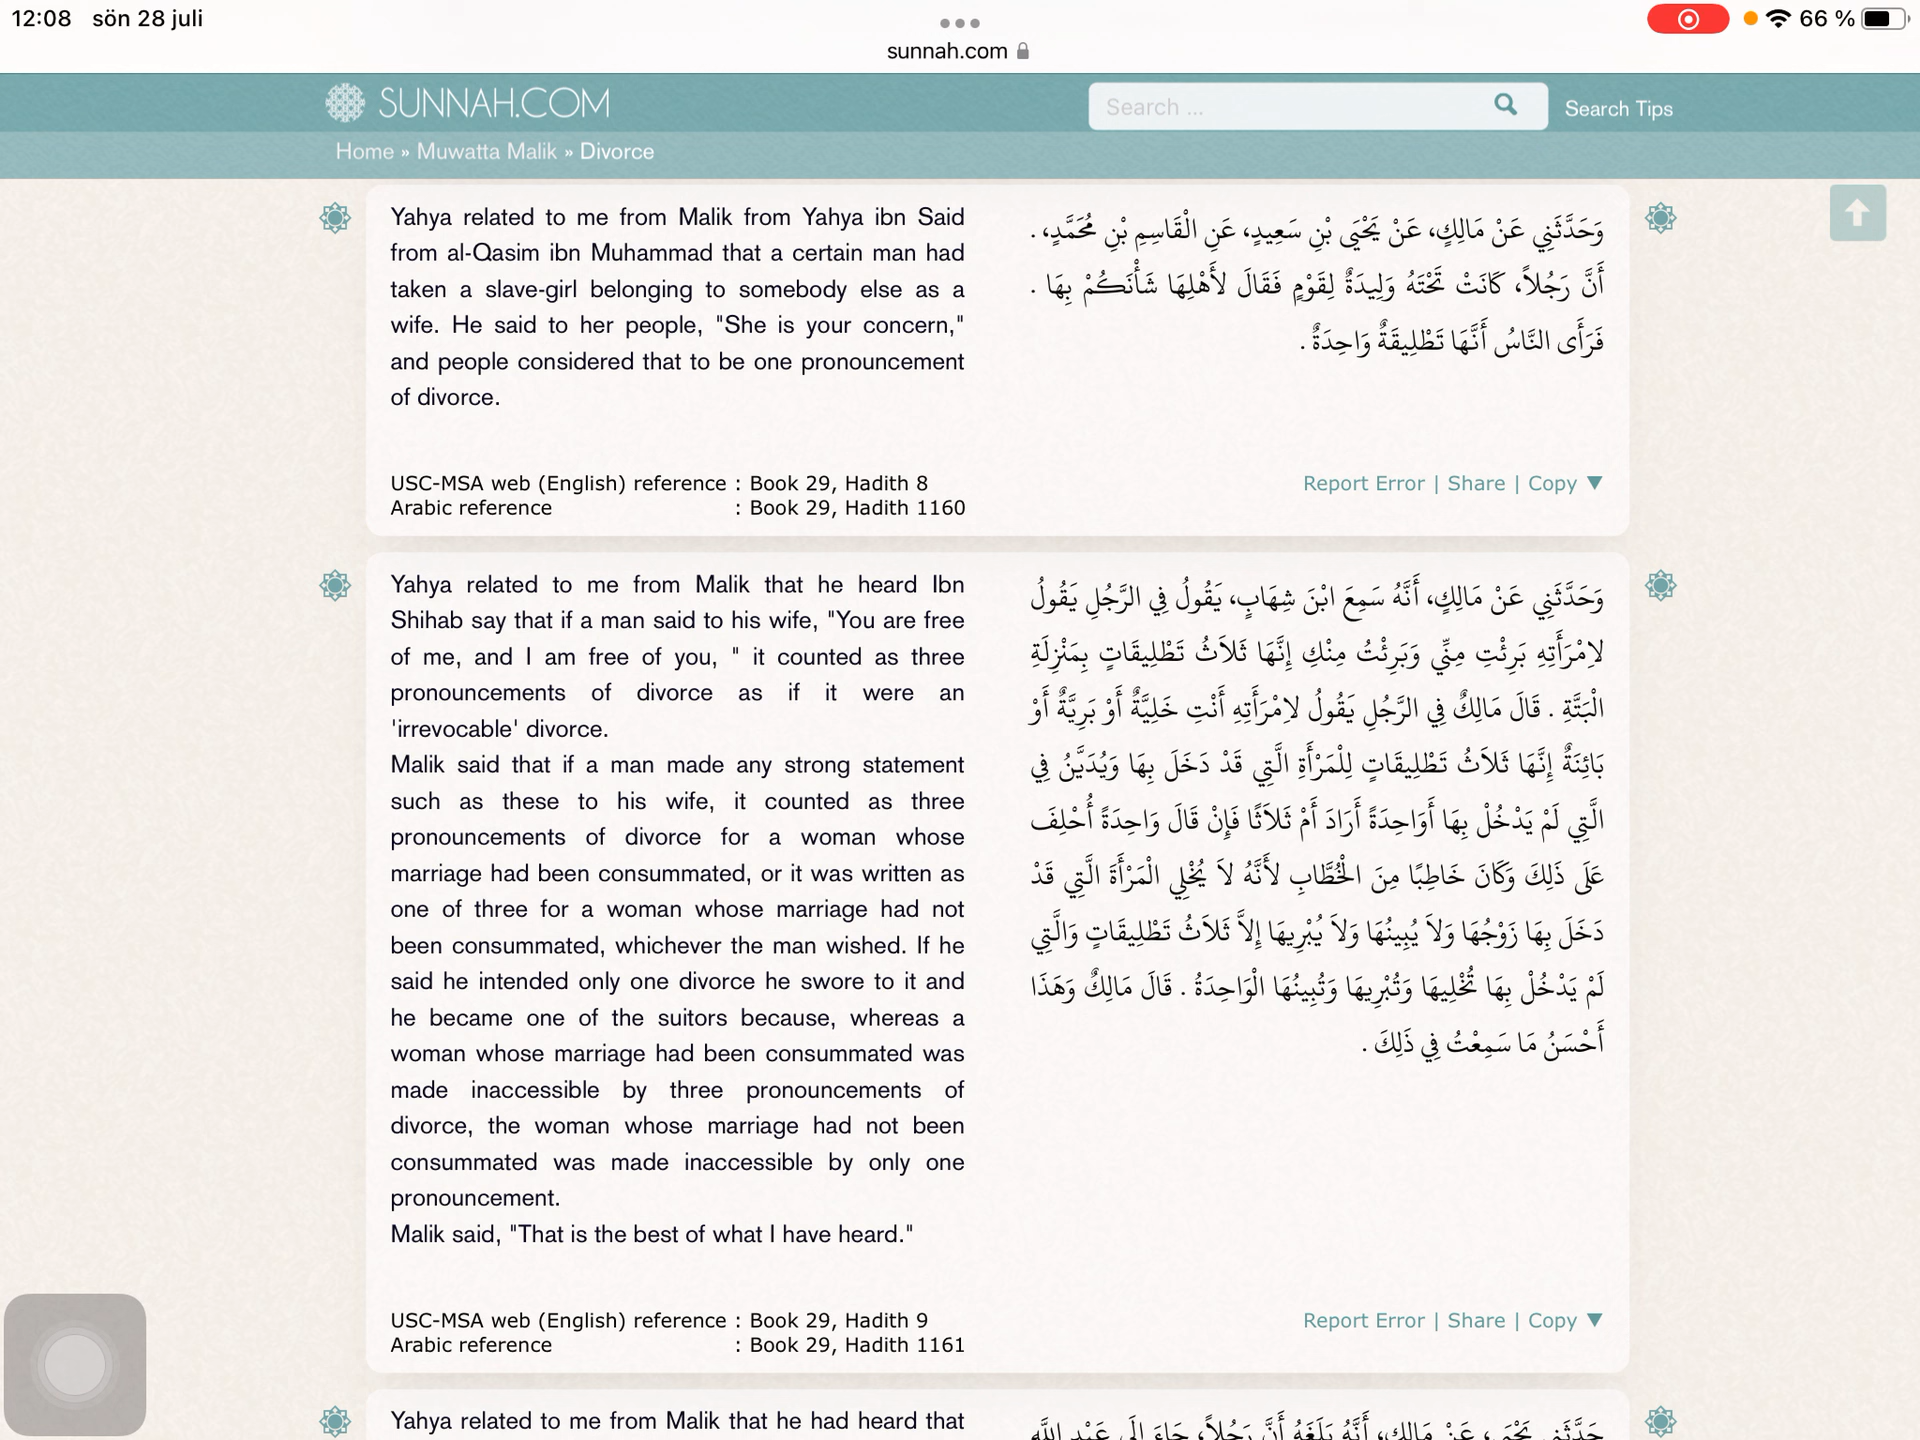 12:08 sön 28 juli
66 %
sunnah.com
SUNNAH.COM
Search ...
Search Tips
Home » Muwatta Malik » Divorce
Yahya related to me from Malik from Yahya ibn Said
from al-Qasim ibn Muhammad that a certain man had
taken a slave-girl belonging to somebody else as a
wife. He said to her people, "She is your concern,"
and people considered that to be one pronouncement
of divorce.
وَحَدَّثَنِي عَنْ مَالِكٍ، عَنْ يَحْيَى بْنِ سَعِيدٍ، عَنِ الْقَاسِمِ بْنِ مُحَمَّدٍ، .
أَنَّ رَجُلاً، كَانَتْ تَحْتَهُ وَلِيدَةٌ لِقَوْمٍ فَقَالَ لأَهْلِهَا شَأْنَكُمْ بِهَا .
فَرَأَى النَّاسُ أَنَّهَا تَطْلِيقَةٌ وَاحِدَةٌ .
USC-MSA web (English) reference : Book 29, Hadith 8
Arabic reference : Book 29, Hadith 1160
Report Error | Share | Copy ▼
Yahya related to me from Malik that he heard Ibn
Shihab say that if a man said to his wife, "You are free
of me, and I am free of you, " it counted as three
pronouncements of divorce as if it were an
'irrevocable' divorce.
Malik said that if a man made any strong statement
such as these to his wife, it counted as three
pronouncements of divorce for a woman whose
marriage had been consummated, or it was written as
one of three for a woman whose marriage had not
been consummated, whichever the man wished. If he
said he intended only one divorce he swore to it and
he became one of the suitors because, whereas a
woman whose marriage had been consummated was
made inaccessible by three pronouncements of
divorce, the woman whose marriage had not been
consummated was made inaccessible by only one
pronouncement.
Malik said, "That is the best of what I have heard."
وَحَدَّثَنِي عَنْ مَالِكٍ، أَنَّهُ سَمِعَ ابْنَ شِهَابٍ، يَقُولُ فِي الرَّجُلِ يَقُولُ
لاِمْرَأَتِهِ بَرِئْتِ مِنِّي وَبَرِئْتُ مِنْكِ إِنَّهَا ثَلاَثُ تَطْلِيقَاتٍ بِمَنْزِلَةِ
الْبَتَّةِ . قَالَ مَالِكٌ فِي الرَّجُلِ يَقُولُ لاِمْرَأَتِهِ أَنْتِ خَلِيَّةٌ أَوْ بَرِيَّةٌ أَوْ
بَائِنَةٌ إِنَّهَا ثَلاَثُ تَطْلِيقَاتٍ لِلْمَرْأَةِ الَّتِي قَدْ دَخَلَ بِهَا وَيُدَيَّنُ فِي
الَّتِي لَمْ يَدْخُلْ بِهَا أَوَاحِدَةً أَرَادَ أَمْ ثَلاَثًا فَإِنْ قَالَ وَاحِدَةً أُحْلِفَ
عَلَى ذَلِكَ وَكَانَ خَاطِبًا مِنَ الْخُطَّابِ لأَنَّهُ لاَ يُخْلِي الْمَرْأَةَ الَّتِي قَدْ
دَخَلَ بِهَا زَوْجُهَا وَلاَ يُبِينُهَا وَلاَ يُبْرِيهَا إِلاَّ ثَلاَثُ تَطْلِيقَاتٍ وَالَّتِي
لَمْ يَدْخُلْ بِهَا تُخْلِيهَا وَتُبْرِيهَا وَتُبِينُهَا الْوَاحِدَةُ . قَالَ مَالِكٌ وَهَذَا
أَحْسَنُ مَا سَمِعْتُ فِي ذَلِكَ .
USC-MSA web (English) reference : Book 29, Hadith 9
Arabic reference : Book 29, Hadith 1161
Report Error | Share | Copy ▼
Yahya related to me from Malik that he had heard that
حَدَّثَنِي يَحْيَى، عَنْ مَالِكٍ، أَنَّهُ بَلَغَهُ أَنَّ رَجُلاً، جَاءَ إِلَى عَبْدِ اللَّهِ